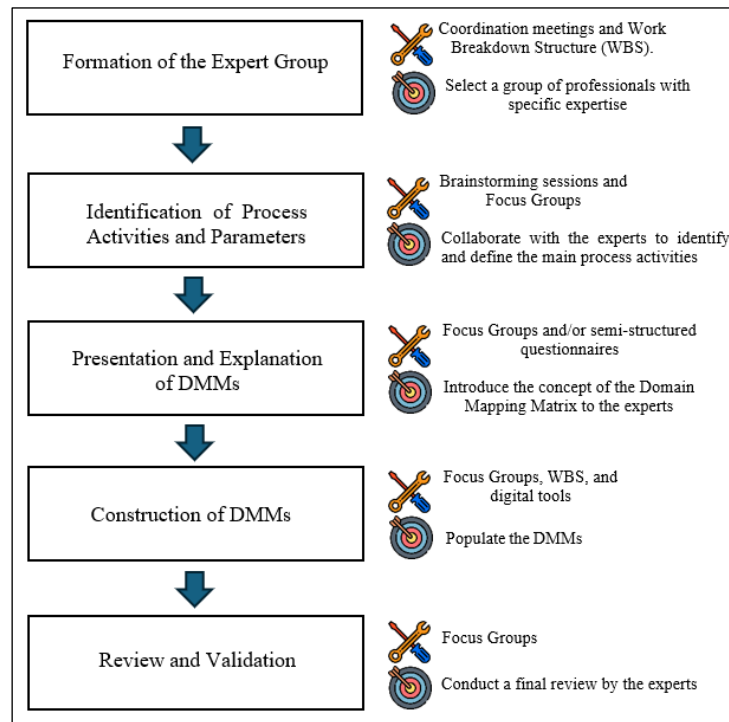 Formation of the Expert Group
Coordination meetings and Work
Breakdown Structure (WBS).
Select a group of professionals with
specific expertise
Identification of Process
Activities and Parameters
Brainstorming sessions and
Focus Groups
Collaborate with the experts to identify
and define the main process activities
Presentation and Explanation
of DMMs
Focus Groups and/or semi-structured
questionnaires
Introduce the concept of the Domain
Mapping Matrix to the experts
Construction of DMMs
Focus Groups, WBS, and
digital tools
Populate the DMMs
Review and Validation
Focus Groups
Conduct a final review by the experts